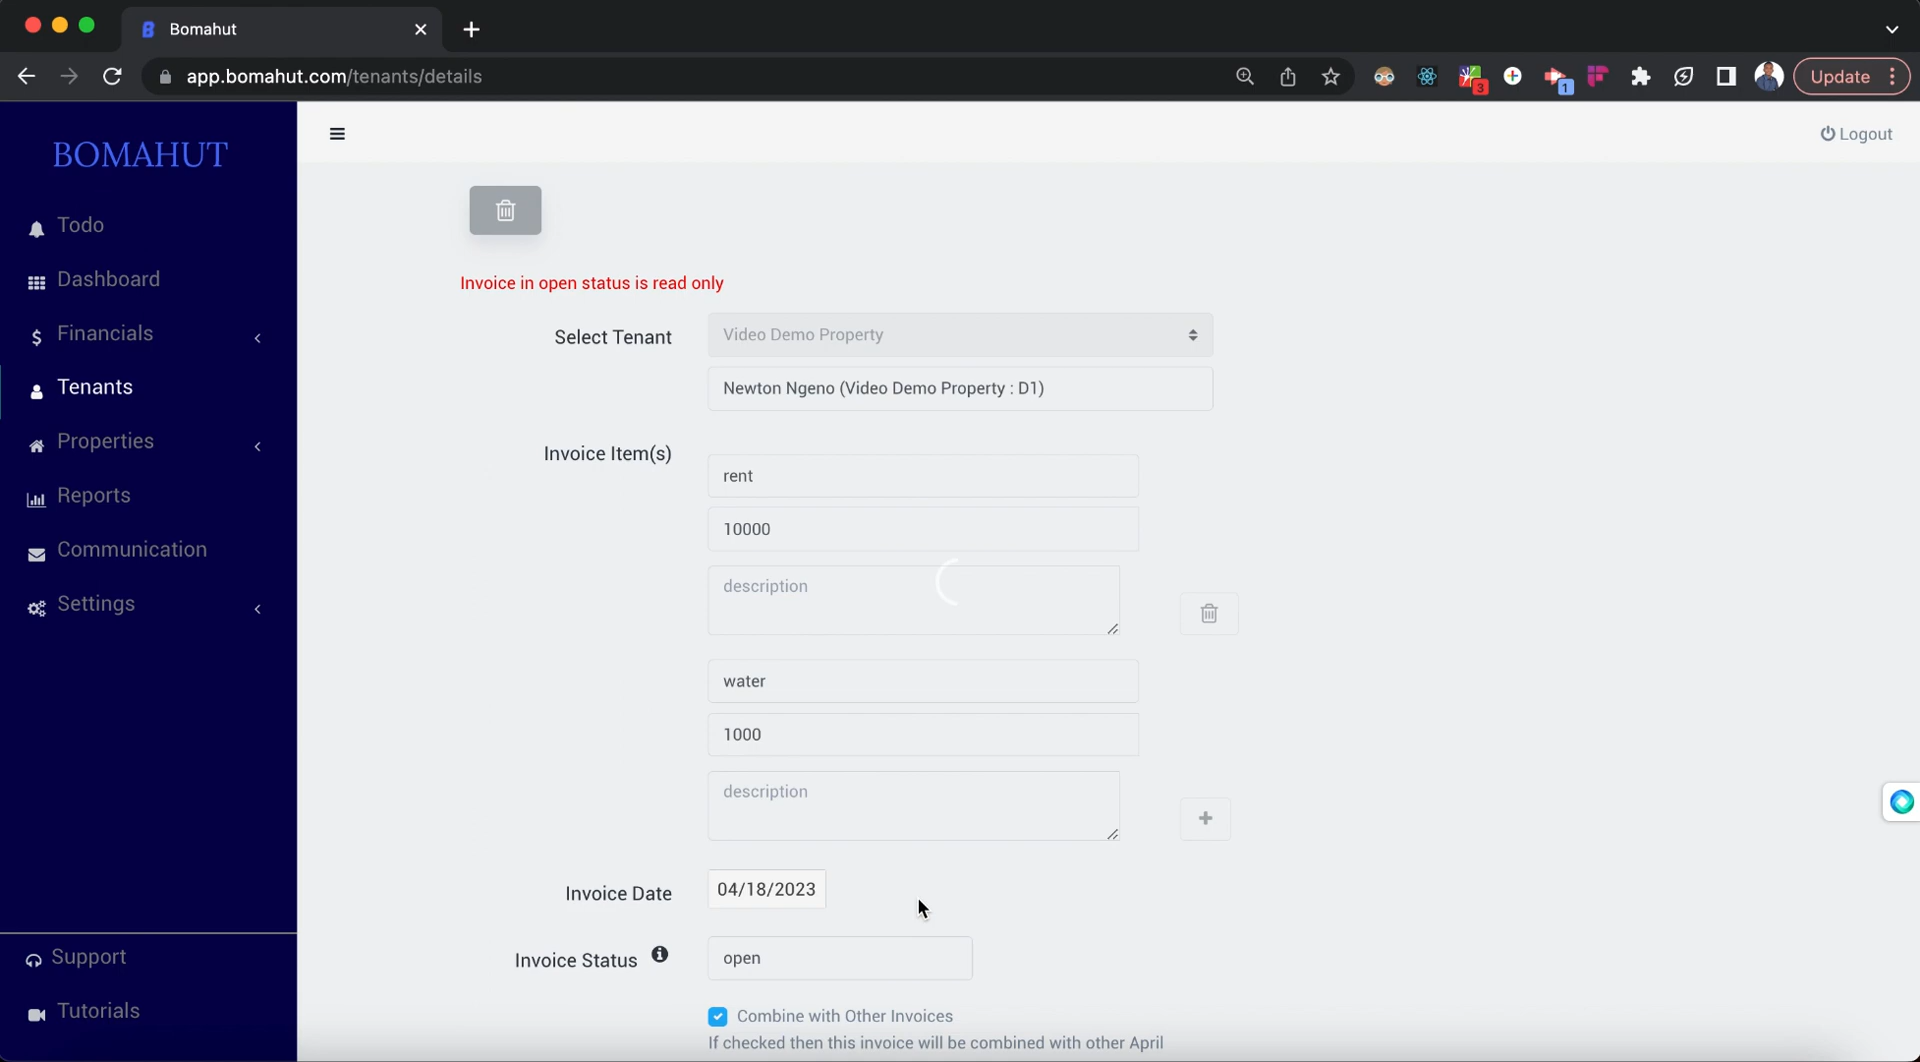 Bomahut
app.bomahut.com/tenants/details
3
1
Update
BOMAHUT
Logout
Todo
Dashboard
Financials
Tenants
Properties
Reports
Communication
Settings
Support
Tutorials
Invoice in open status is read only
Select Tenant
Video Demo Property
Newton Ngeno (Video Demo Property : D1)
Invoice Item(s)
rent
10000
description
water
1000
description
Invoice Date
04/18/2023
Invoice Status
open
Combine with Other Invoices
If checked then this invoice will be combined with other April